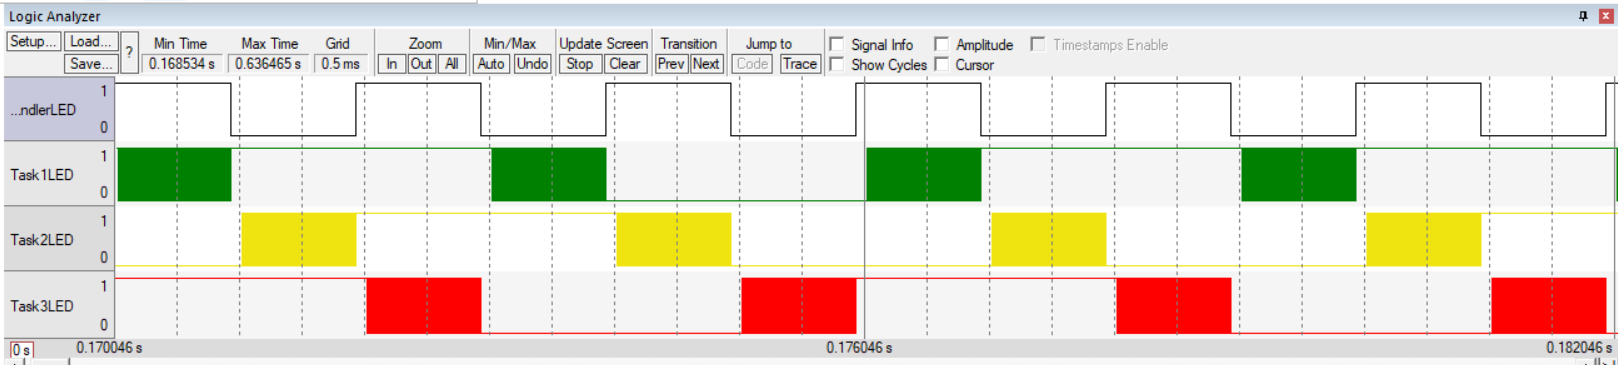 Logic Analyzer
Setup... Load... ? Min Time Max Time Grid Zoom Min/Max Update Screen Transition Jump to Signal Info Amplitude Timestamps Enable
Save... 0.168534 s 0.636465 s 0.5 ms In Out All Auto Undo Stop Clear Prev Next Code Trace Show Cycles Cursor
1
...ndlerLED
0
1
Task1LED
0
1
Task2LED
0
1
Task3LED
0
0 s 0.170046 s 0.176046 s 0.182046 s